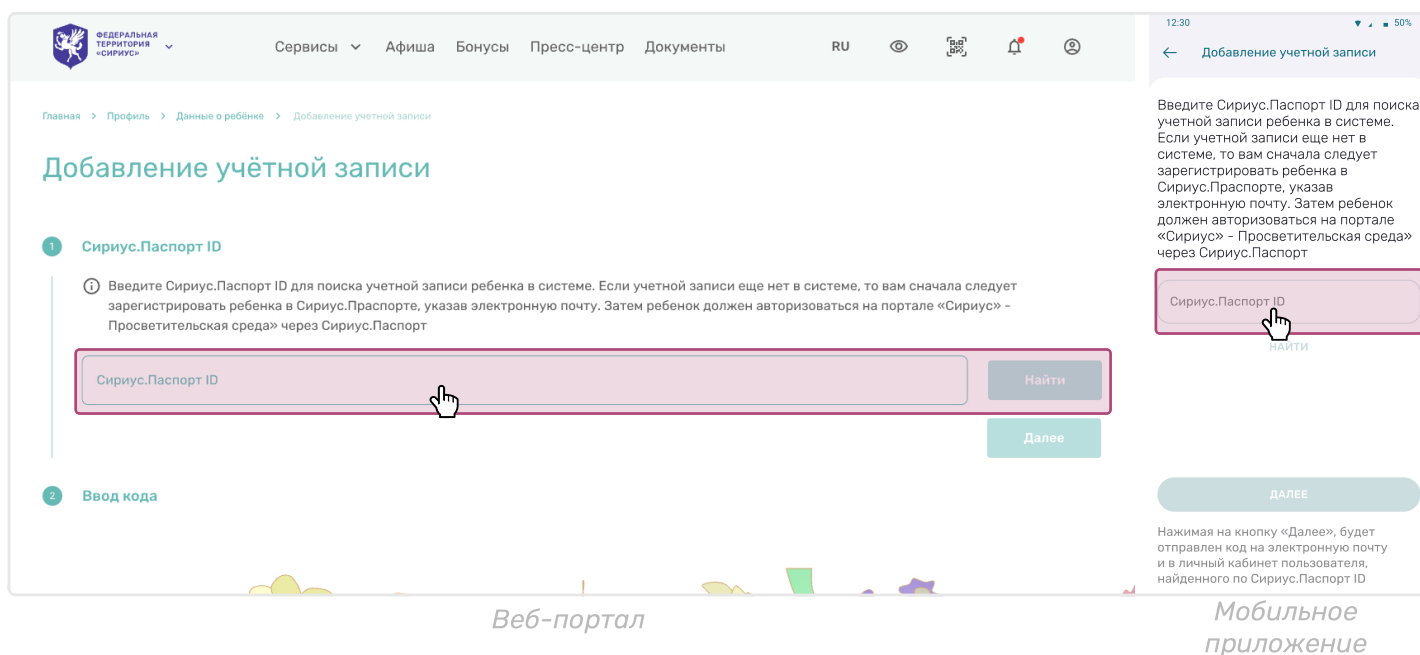 ФЕДЕРАЛЬНАЯ
ТЕРРИТОРИЯ
«СИРИУС»
Сервисы Афиша Бонусы Пресс-центр Документы RU
Главная > Профиль > Данные о ребёнке > Добавление учетной записи
Добавление учётной записи
1 Сириус.Паспорт ID
Введите Сириус.Паспорт ID для поиска учетной записи ребенка в системе. Если учетной записи еще нет в системе, то вам сначала следует
зарегистрировать ребенка в Сириус.Праспорте, указав электронную почту. Затем ребенок должен авторизоваться на портале «Сириус» -
Просветительская среда» через Сириус.Паспорт
Сириус.Паспорт ID Найти
Далее
2 Ввод кода
Веб-портал
12:30 50%
Добавление учетной записи
Введите Сириус.Паспорт ID для поиска
учетной записи ребенка в системе.
Если учетной записи еще нет в
системе, то вам сначала следует
зарегистрировать ребенка в
Сириус.Праспорте, указав
электронную почту. Затем ребенок
должен авторизоваться на портале
«Сириус» - Просветительская среда»
через Сириус.Паспорт
Сириус.Паспорт ID
НАЙТИ
ДАЛЕЕ
Нажимая на кнопку «Далее», будет
отправлен код на электронную почту
и в личный кабинет пользователя,
найденного по Сириус.Паспорт ID
Мобильное
приложение